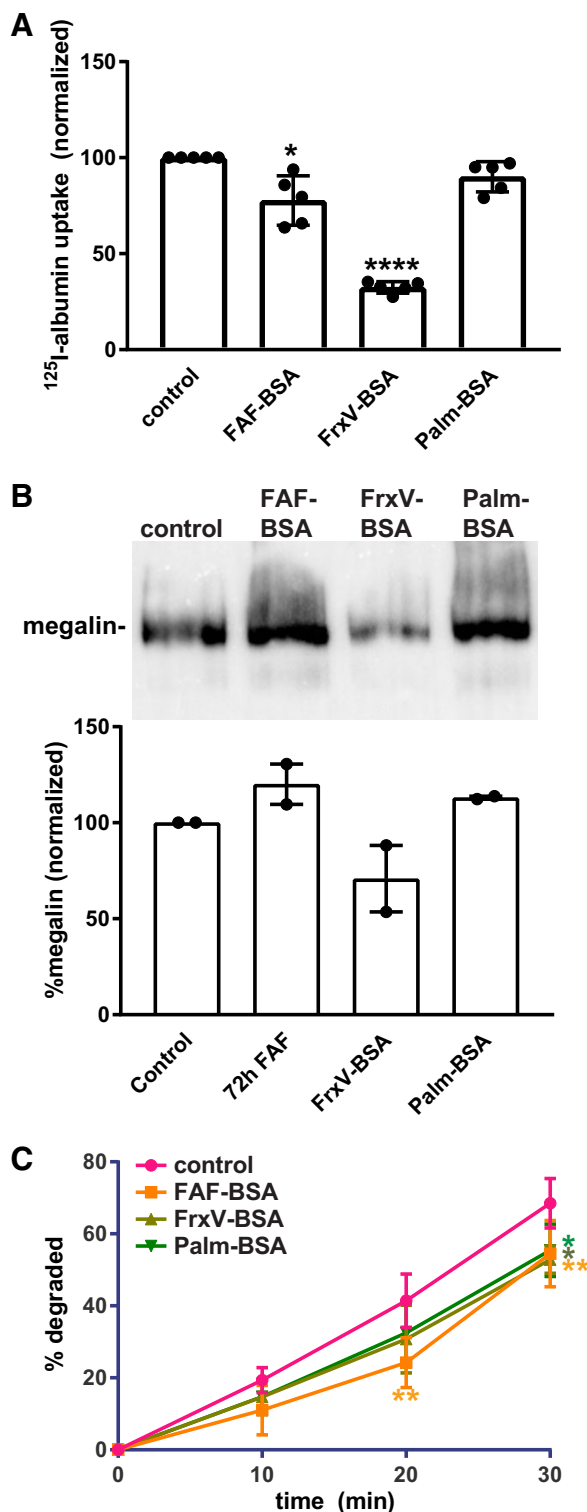 A
¹²⁵I-albumin uptake (normalized)
150
100
50
0
*
****
control
FAF-BSA
FrxV-BSA
Palm-BSA
B
control
FAF-
BSA
FrxV-
BSA
Palm-
BSA
megalin-
%megalin (normalized)
150
100
50
0
Control
72h FAF
FrxV-BSA
Palm-BSA
C
% degraded
80
60
40
20
0
control
FAF-BSA
FrxV-BSA
Palm-BSA
**
*
*
**
0
10
20
30
time (min)